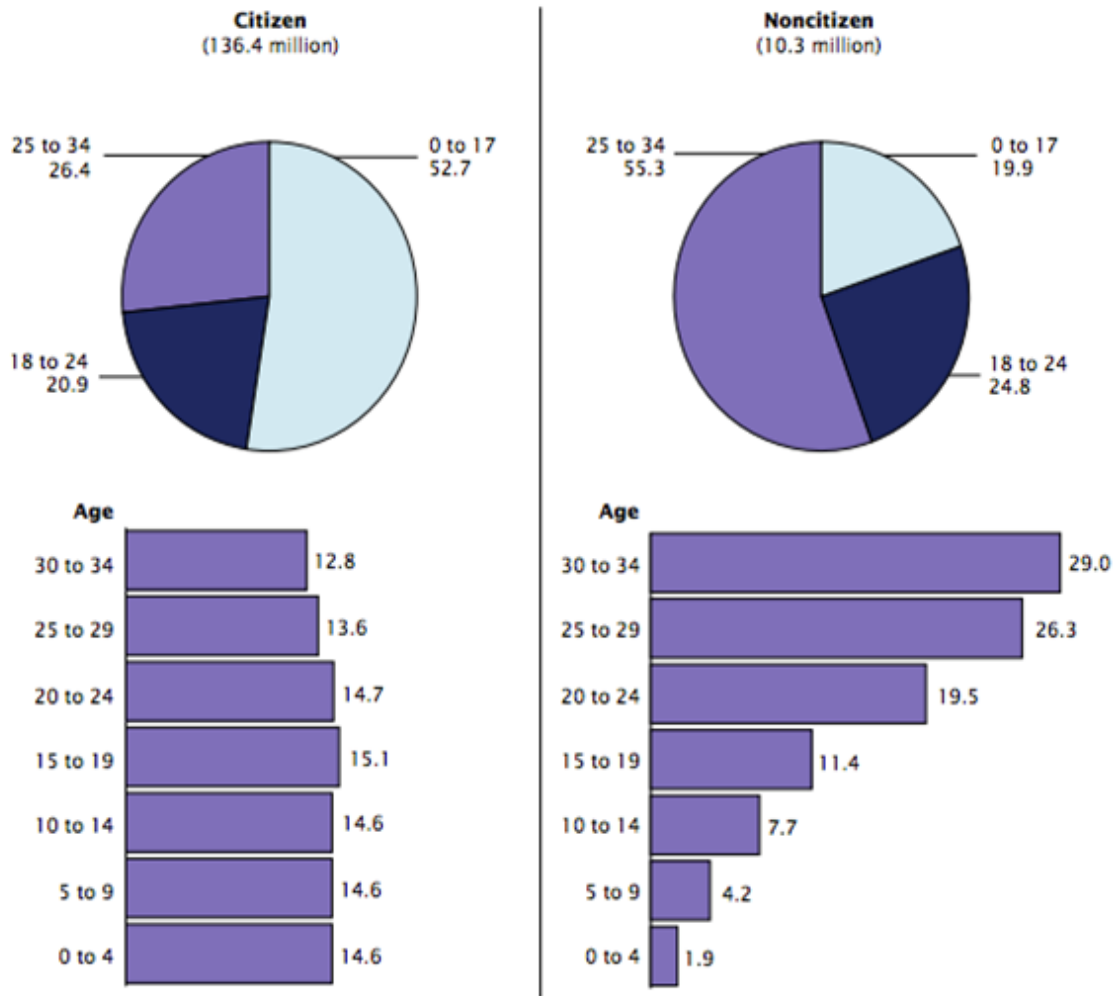 Citizen
(136.4 million)
25 to 34
26.4
0 to 17
52.7
18 to 24
20.9
Age
30 to 34
12.8
25 to 29
13.6
20 to 24
14.7
15 to 19
15.1
10 to 14
14.6
5 to 9
14.6
0 to 4
14.6
Noncitizen
(10.3 million)
25 to 34
55.3
0 to 17
19.9
18 to 24
24.8
Age
30 to 34
29.0
25 to 29
26.3
20 to 24
19.5
15 to 19
11.4
10 to 14
7.7
5 to 9
4.2
0 to 4
1.9